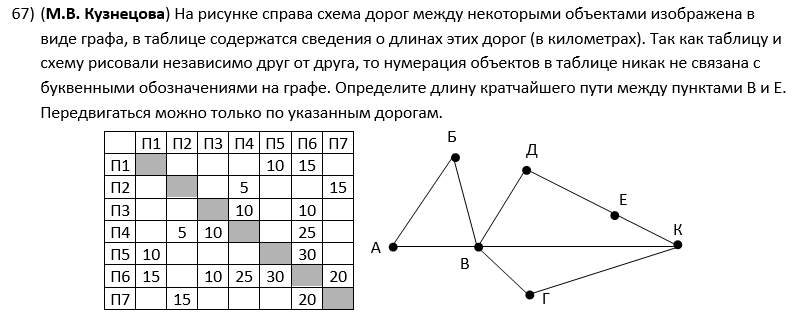 67) (М.В. Кузнецова) На рисунке справа схема дорог между некоторыми объектами изображена в
виде графа, в таблице содержатся сведения о длинах этих дорог (в километрах). Так как таблицу и
схему рисовали независимо друг от друга, то нумерация объектов в таблице никак не связана с
буквенными обозначениями на графе. Определите длину кратчайшего пути между пунктами В и Е.
Передвигаться можно только по указанным дорогам.
П1 П2 П3 П4 П5 П6 П7
П1 10 15
П2 5 15
П3 10 10
П4 5 10 25
П5 10 30
П6 15 10 25 30 20
П7 15 20
Б
Д
Е
К
А
В
Г